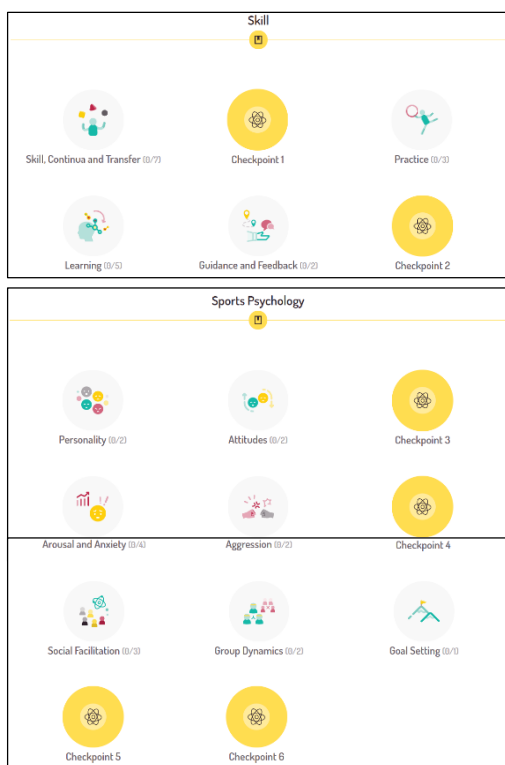 Skill
Skill, Continua and Transfer (0/7)
Checkpoint 1
Practice (0/3)
Learning (0/5)
Guidance and Feedback (0/2)
Checkpoint 2
Sports Psychology
Personality (0/2)
Attitudes (0/2)
Checkpoint 3
Arousal and Anxiety (0/4)
Aggression (0/2)
Checkpoint 4
Social Facilitation (0/3)
Group Dynamics (0/2)
Goal Setting (0/1)
Checkpoint 5
Checkpoint 6